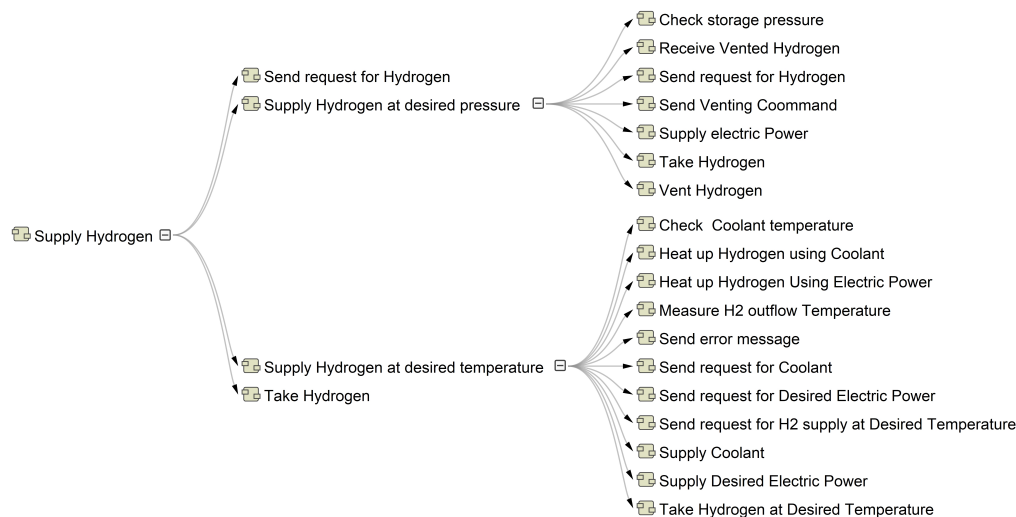 Supply Hydrogen
Send request for Hydrogen
Supply Hydrogen at desired pressure
Check storage pressure
Receive Vented Hydrogen
Send request for Hydrogen
Send Venting Coommand
Supply electric Power
Take Hydrogen
Vent Hydrogen
Supply Hydrogen at desired temperature
Check  Coolant temperature
Heat up Hydrogen using Coolant
Heat up Hydrogen Using Electric Power
Measure H2 outflow Temperature
Send error message
Send request for Coolant
Send request for Desired Electric Power
Send request for H2 supply at Desired Temperature
Supply Coolant
Supply Desired Electric Power
Take Hydrogen at Desired Temperature
Take Hydrogen